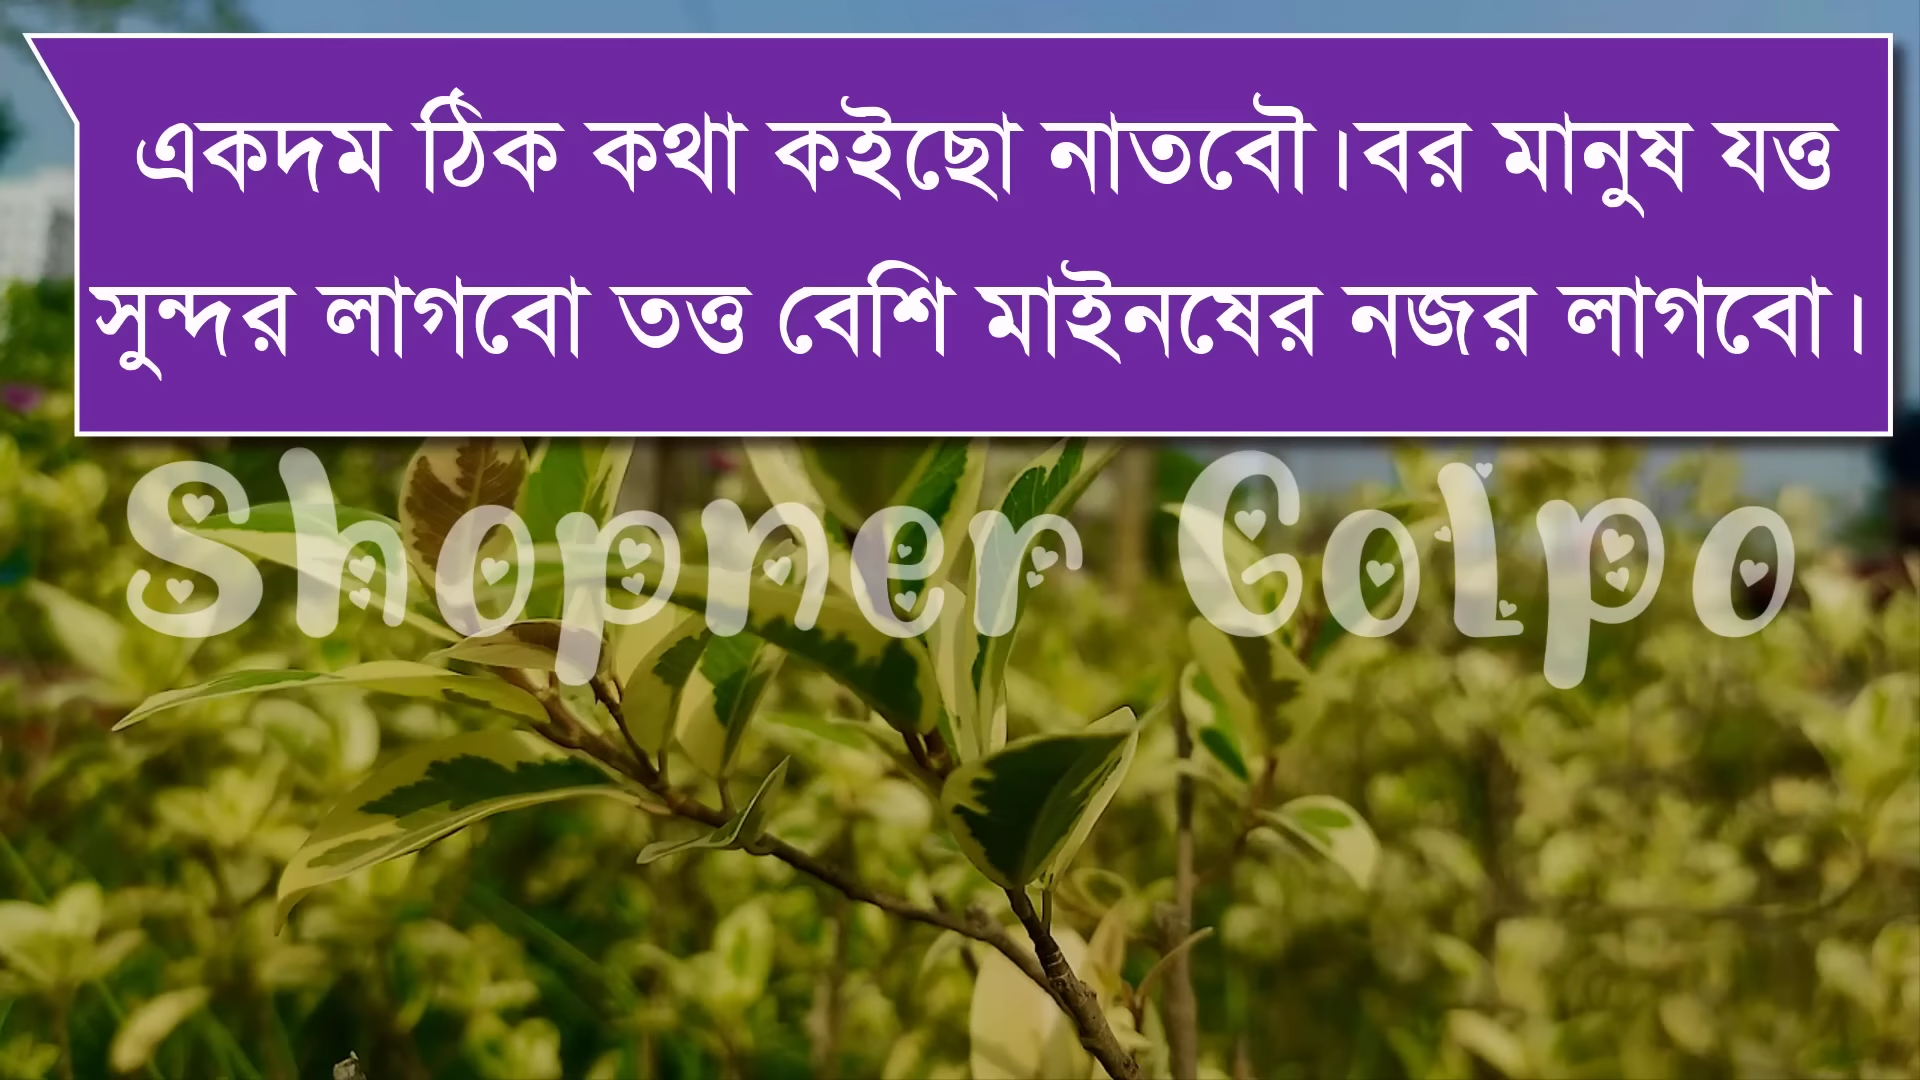 একদম ঠিক কথা কইছো নাতবৌ।বর মানুষ যত্ত
সুন্দর লাগবো তত্ত বেশি মাইনষের নজর লাগবো।
Shopner Golpo